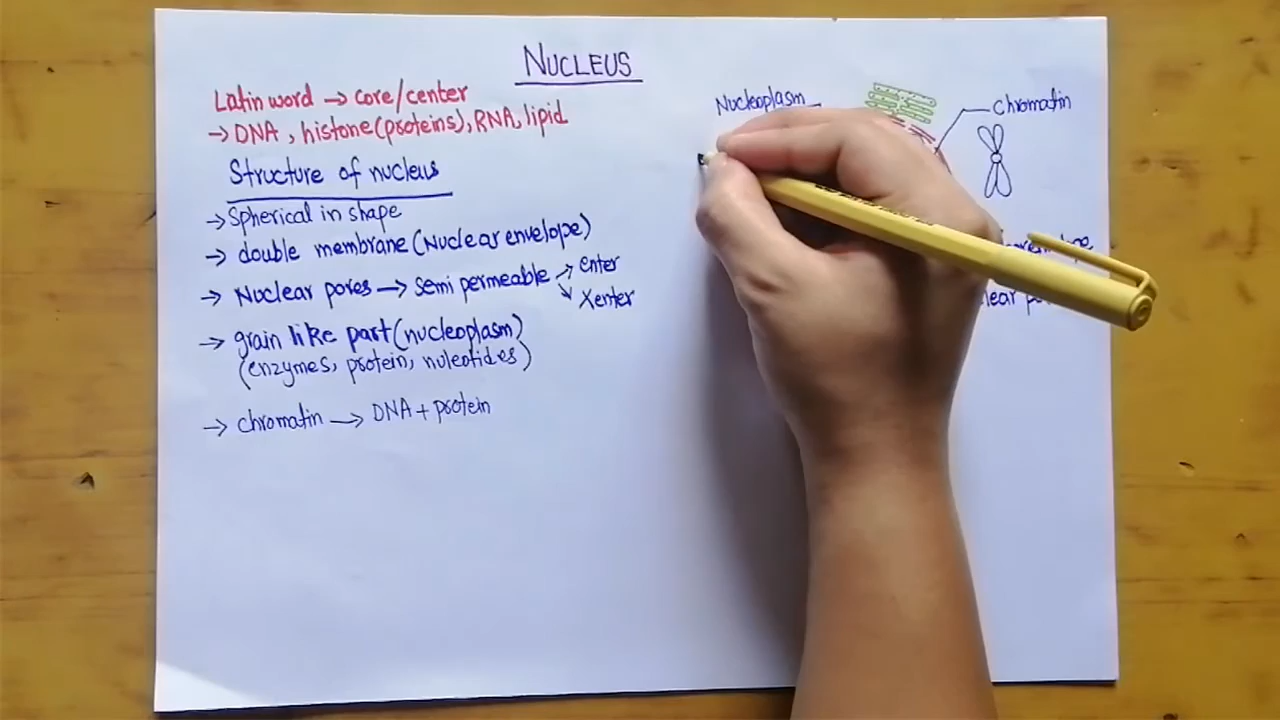 NUCLEUS
Latin word → core/center
→ DNA, histone(proteins), RNA, lipid
Structure of nucleus
→ Spherical in shape
→ double membrane (Nuclear envelope)
→ Nuclear pores → semi permeable → enter
↘ Xenter
→ grain like part (nucleoplasm)
(enzymes, protein, nuleotides)
→ chromatin → DNA + protein
Nucleoplasm
Chromatin